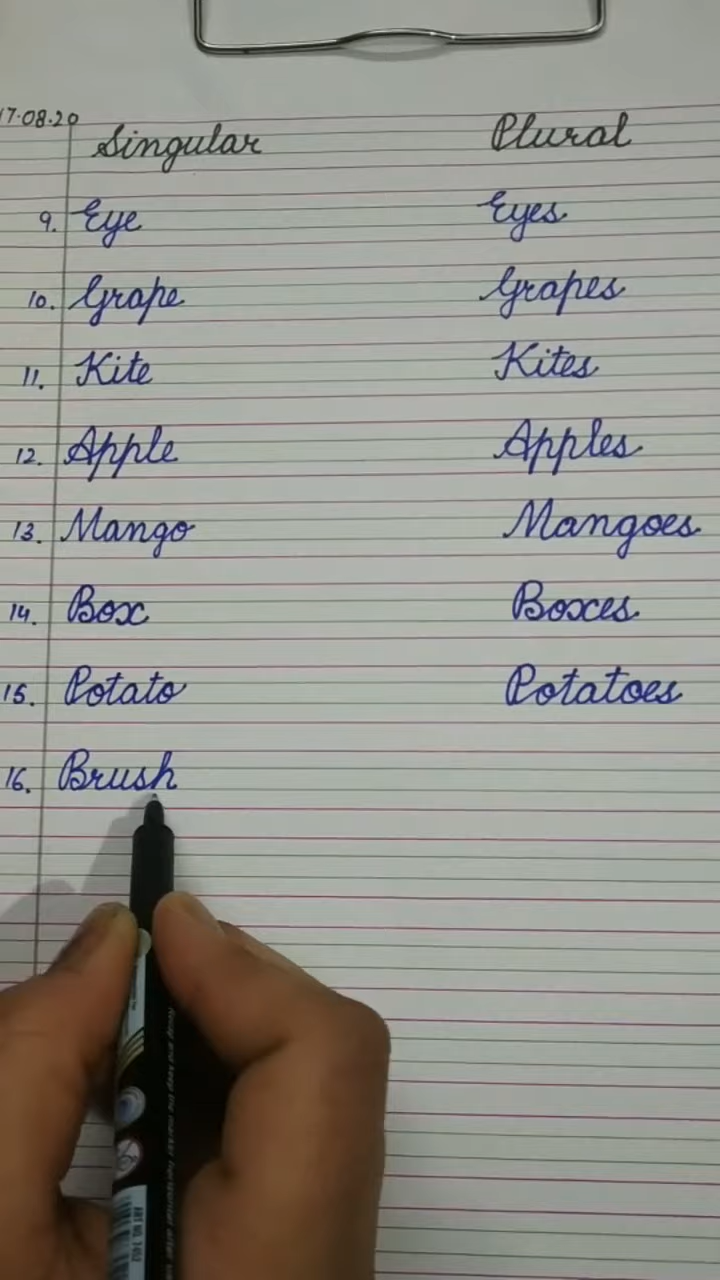 17.08.20
Singular Plural
9. Eye Eyes
10. Grape Grapes
11. Kite Kites
12. Apple Apples
13. Mango Mangoes
14. Box Boxes
15. Potato Potatoes
16. Brush